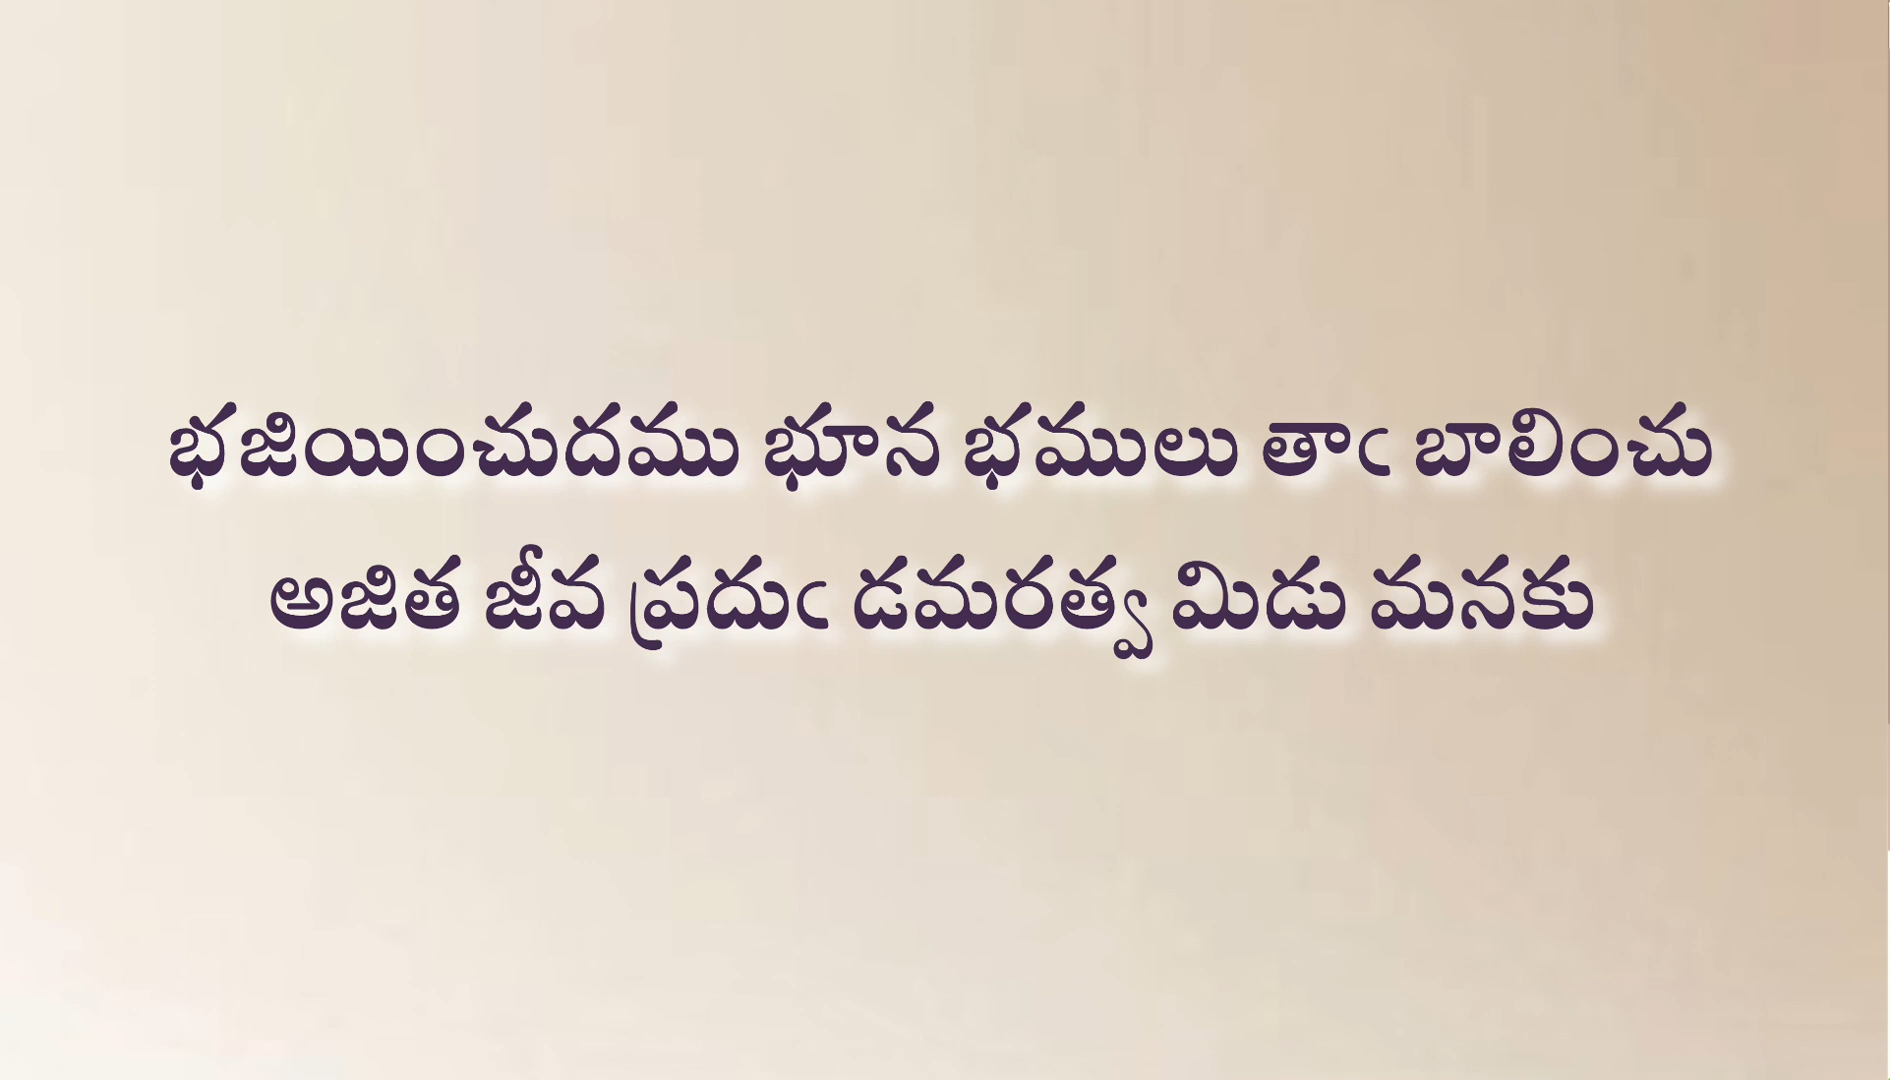 భజియించుదము భూన భములు తాఁ బాలించు
అజిత జీవ ప్రదుఁ డమరత్వ మిడు మనకు